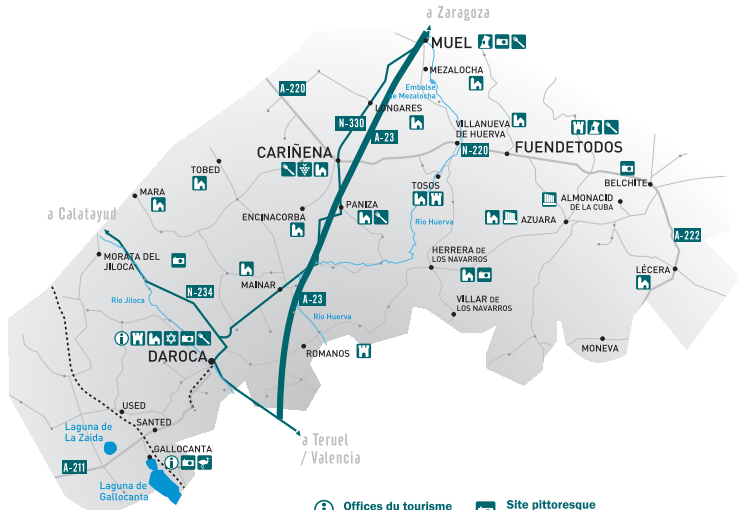 a Zaragoza
MUEL
MEZALOCHA
A-220
Embalse
de Mezalocha
LONGARES
N-330
A-23
VILLANUEVA
DE HUERVA
CARIÑENA
N-220
FUENDETODOS
TOBED
BELCHITE
MARA
TOSOS
ALMONACID
DE LA CUBA
ENCINACORBA
PANIZA
a Calatayud
Río Huerva
AZUARA
A-222
MORATA DEL
JILOCA
HERRERA DE
LOS NAVARROS
LÉCERA
MAINAR
N-234
Río Jiloca
A-23
VILLAR DE
LOS NAVARROS
Río Huerva
i
DAROCA
ROMANOS
MONEVA
USED
SANTED
Laguna de
La Zaida
a Teruel
/ Valencia
GALLOCANTA
i
A-211
Laguna de
Gallocanta
i
Offices du tourisme
Site pittoresque